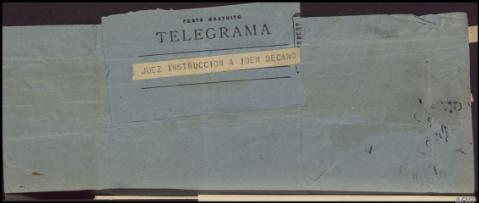 PORTE GRATUITO
TELEGRAMA
JUEZ INSTRUCCION A IDEM DECANO